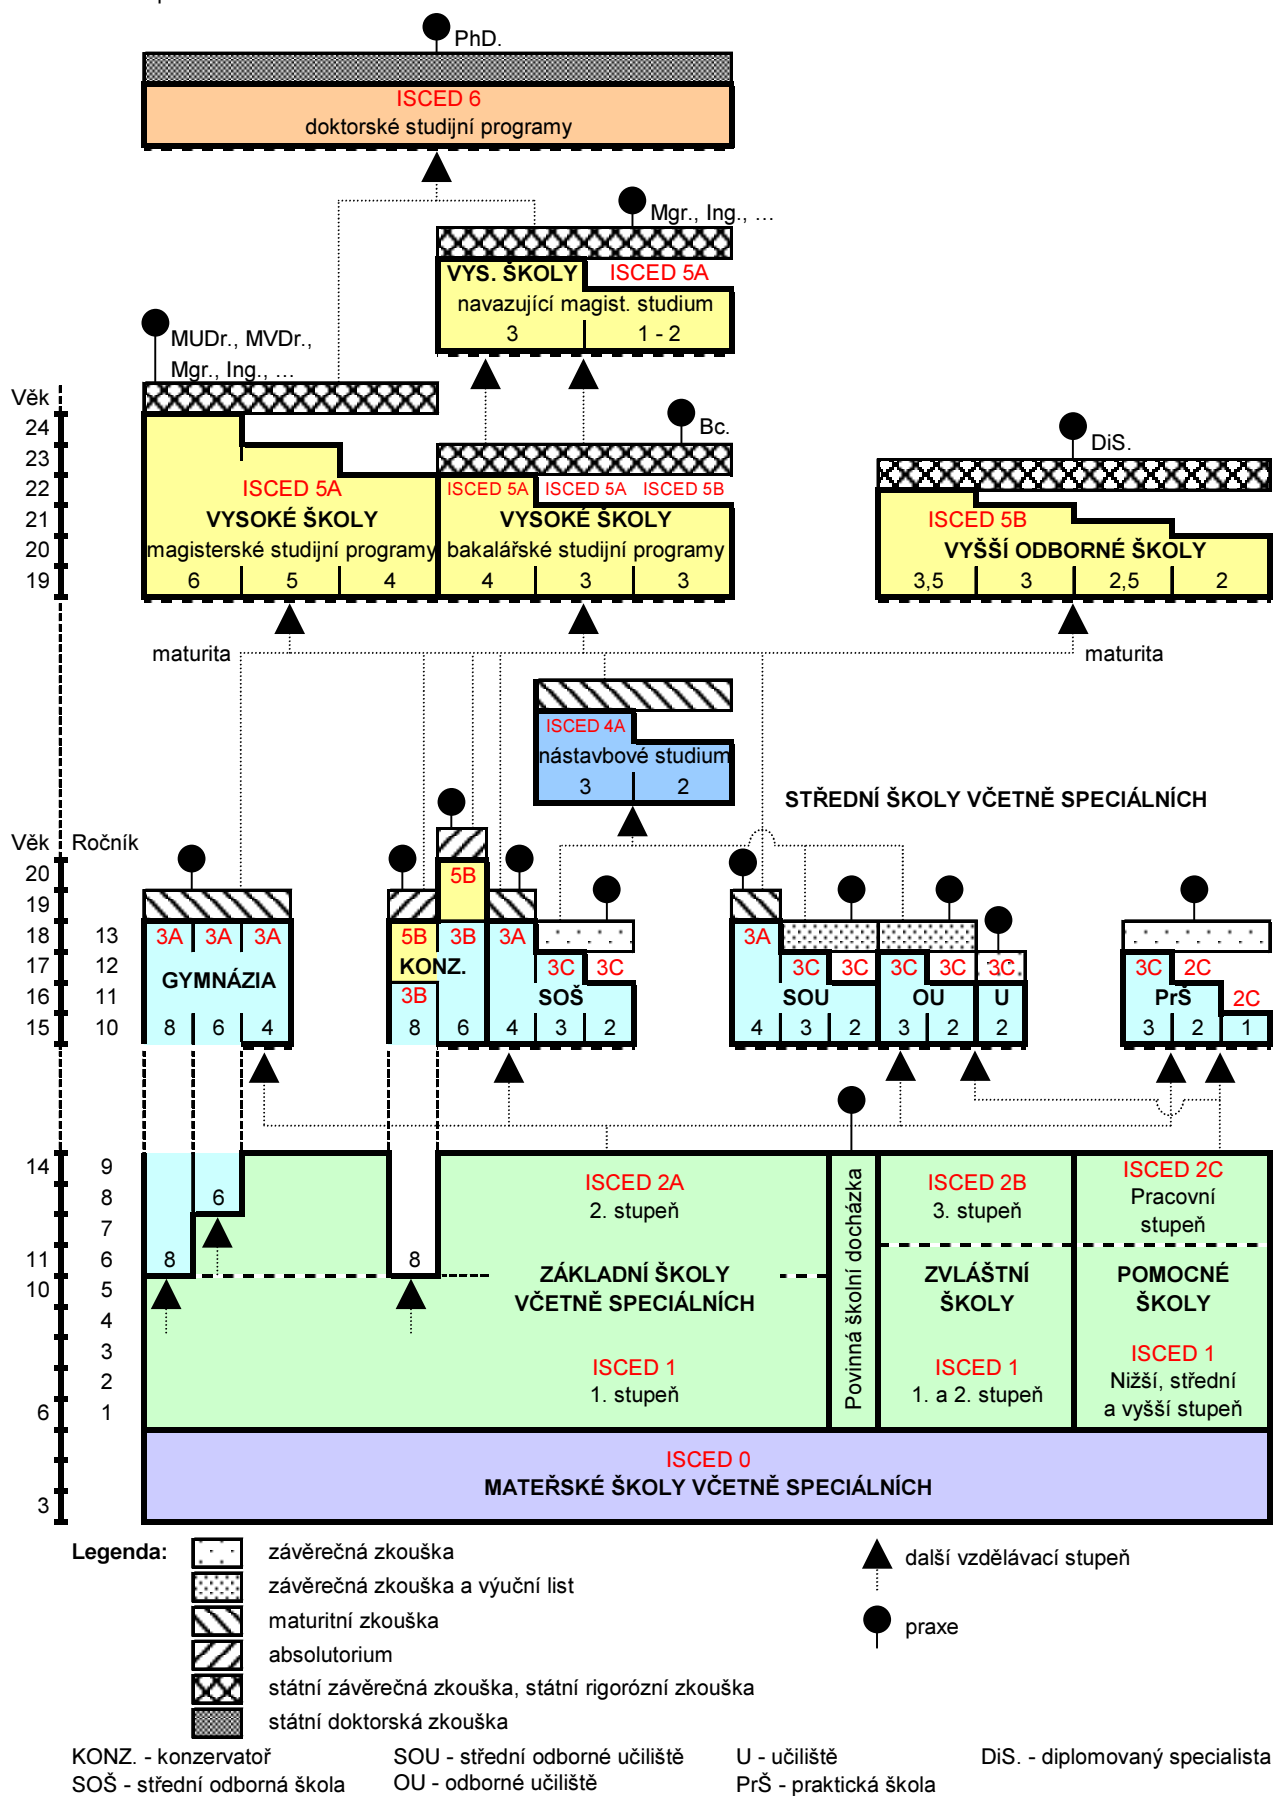 PhD.
ISCED 6
doktorské studijní programy
Mgr., Ing., …
VYS. ŠKOLY ISCED 5A
navazující magist. studium
3 1 - 2
MUDr., MVDr.,
Mgr., Ing., …
Věk
24
23
22
21
20
19
ISCED 5A
VYSOKÉ ŠKOLY
magisterské studijní programy
6 5 4
Bc.
ISCED 5A ISCED 5A ISCED 5B
VYSOKÉ ŠKOLY
bakalářské studijní programy
4 3 3
DiS.
ISCED 5B
VYŠŠÍ ODBORNÉ ŠKOLY
3,5 3 2,5 2
maturita maturita
ISCED 4A
nástavbové studium
3 2
STŘEDNÍ ŠKOLY VČETNĚ SPECIÁLNÍCH
Věk Ročník
20
19
18 13
17 12
16 11
15 10
3A 3A 3A
GYMNÁZIA
8 6 4
5B
5B 3B 3A
KONZ. 3C 3C
3B SOŠ
8 6 4 3 2
3A
3C 3C 3C 3C 3C
SOU OU U
4 3 2 3 2 2
3C 2C
PrŠ 2C
3 2 1
14 9
8
7
11 6
10 5
4
3
2
6 1
3
6
8
8
ISCED 2A
2. stupeň
ZÁKLADNÍ ŠKOLY
VČETNĚ SPECIÁLNÍCH
ISCED 1
1. stupeň
Povinná školní docházka
ISCED 2B
3. stupeň
ZVLÁŠTNÍ
ŠKOLY
ISCED 1
1. a 2. stupeň
ISCED 2C
Pracovní
stupeň
POMOCNÉ
ŠKOLY
ISCED 1
Nižší, střední
a vyšší stupeň
ISCED 0
MATEŘSKÉ ŠKOLY VČETNĚ SPECIÁLNÍCH
Legenda:
závěrečná zkouška
závěrečná zkouška a výuční list
maturitní zkouška
absolutorium
státní závěrečná zkouška, státní rigorózní zkouška
státní doktorská zkouška
další vzdělávací stupeň
praxe
KONZ. - konzervatoř SOU - střední odborné učiliště U - učiliště DiS. - diplomovaný specialista
SOŠ - střední odborná škola OU - odborné učiliště PrŠ - praktická škola